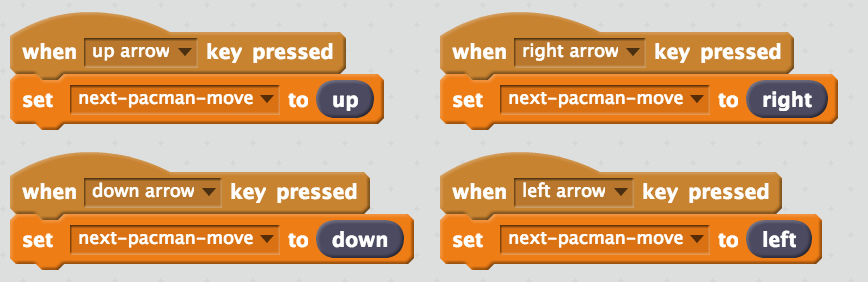 when up arrow key pressed
set next-pacman-move to up
when right arrow key pressed
set next-pacman-move to right
when down arrow key pressed
set next-pacman-move to down
when left arrow key pressed
set next-pacman-move to left